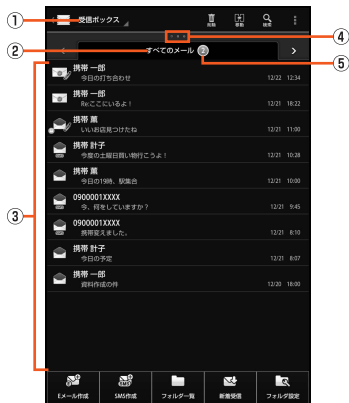 ① 受信ボックス 削除 移動 検索
④
② すべてのメール 2
⑤
③
携帯 一郎
今日の打ち合わせ 12/22 12:34
携帯 一郎
Re:ここにいるよ！ 12/21 18:22
携帯 薫
いいお店見つけたね 12/21 11:00
携帯 計子
今度の土曜日買い物行こうよ！ 12/21 10:28
携帯 薫
今日の19時、駅集合 12/21 10:00
0900001XXXX
今、何をしていますか？ 12/21 9:45
0900001XXXX
携帯変えました。 12/21 8:10
携帯 計子
今日の予定 12/21 8:07
携帯 一郎
資料作成の件 12/20 18:00
Eメール作成 SMS作成 フォルダ一覧 新着受信 フォルダ設定